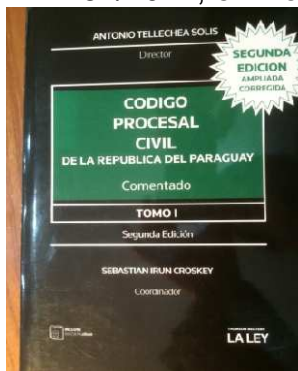 ANTONIO TELLECHEA SOLIS
Director
SEGUNDA
EDICION
AMPLIADA
CORREGIDA
CODIGO
PROCESAL
CIVIL
DE LA REPUBLICA DEL PARAGUAY
Comentado
TOMO I
Segunda Edición
SEBASTIAN IRUN CROSKEY
Coordinador
LA LEY